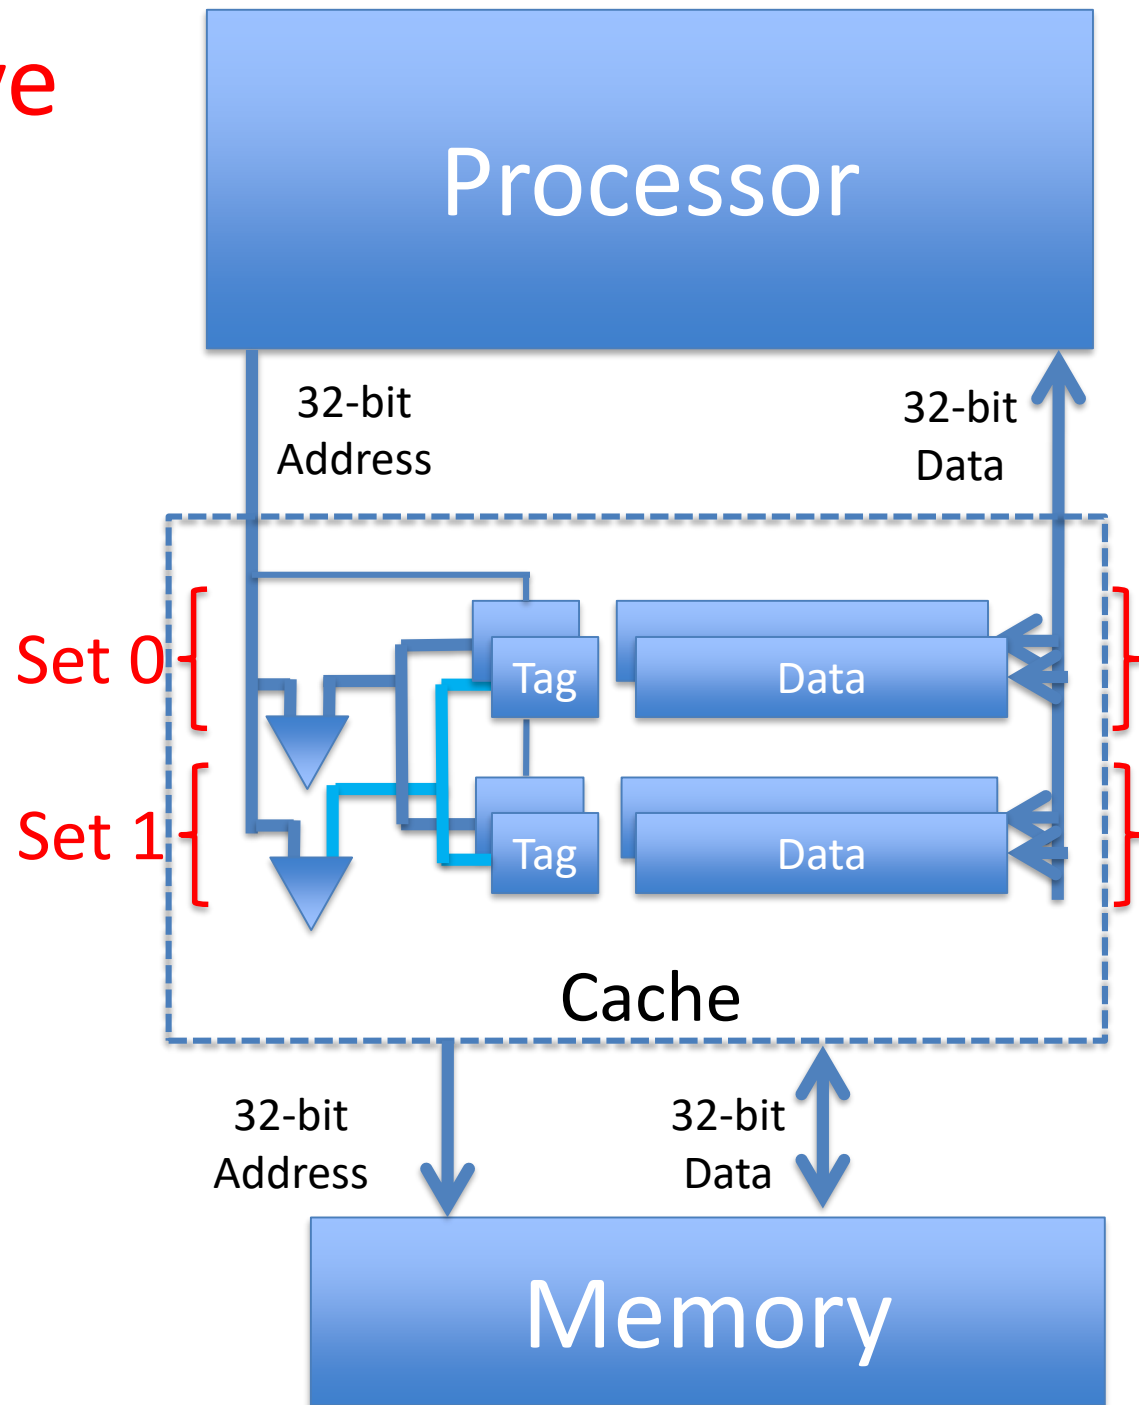 Processor
32-bit
Address
32-bit
Data
Set 0
Tag
Data
Set 1
Tag
Data
Cache
32-bit
Address
32-bit
Data
Memory